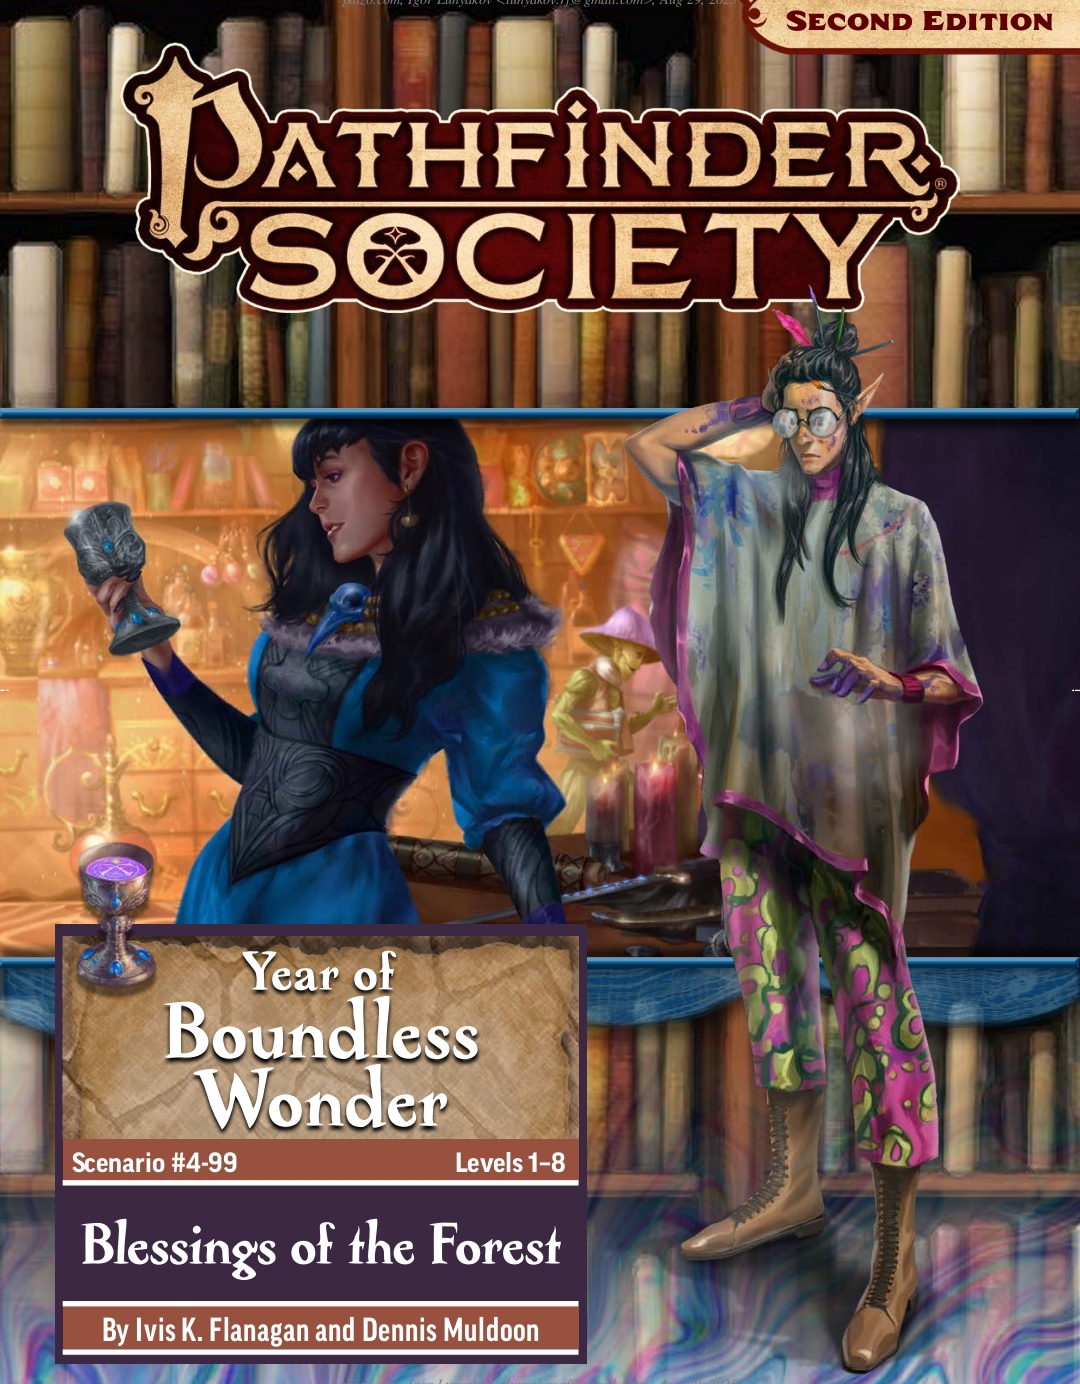 SECOND EDITION
PATHFINDER
SOCIETY
Year of
Boundless
Wonder
Scenario #4-99
Levels 1–8
Blessings of the Forest
By Ivis K. Flanagan and Dennis Muldoon